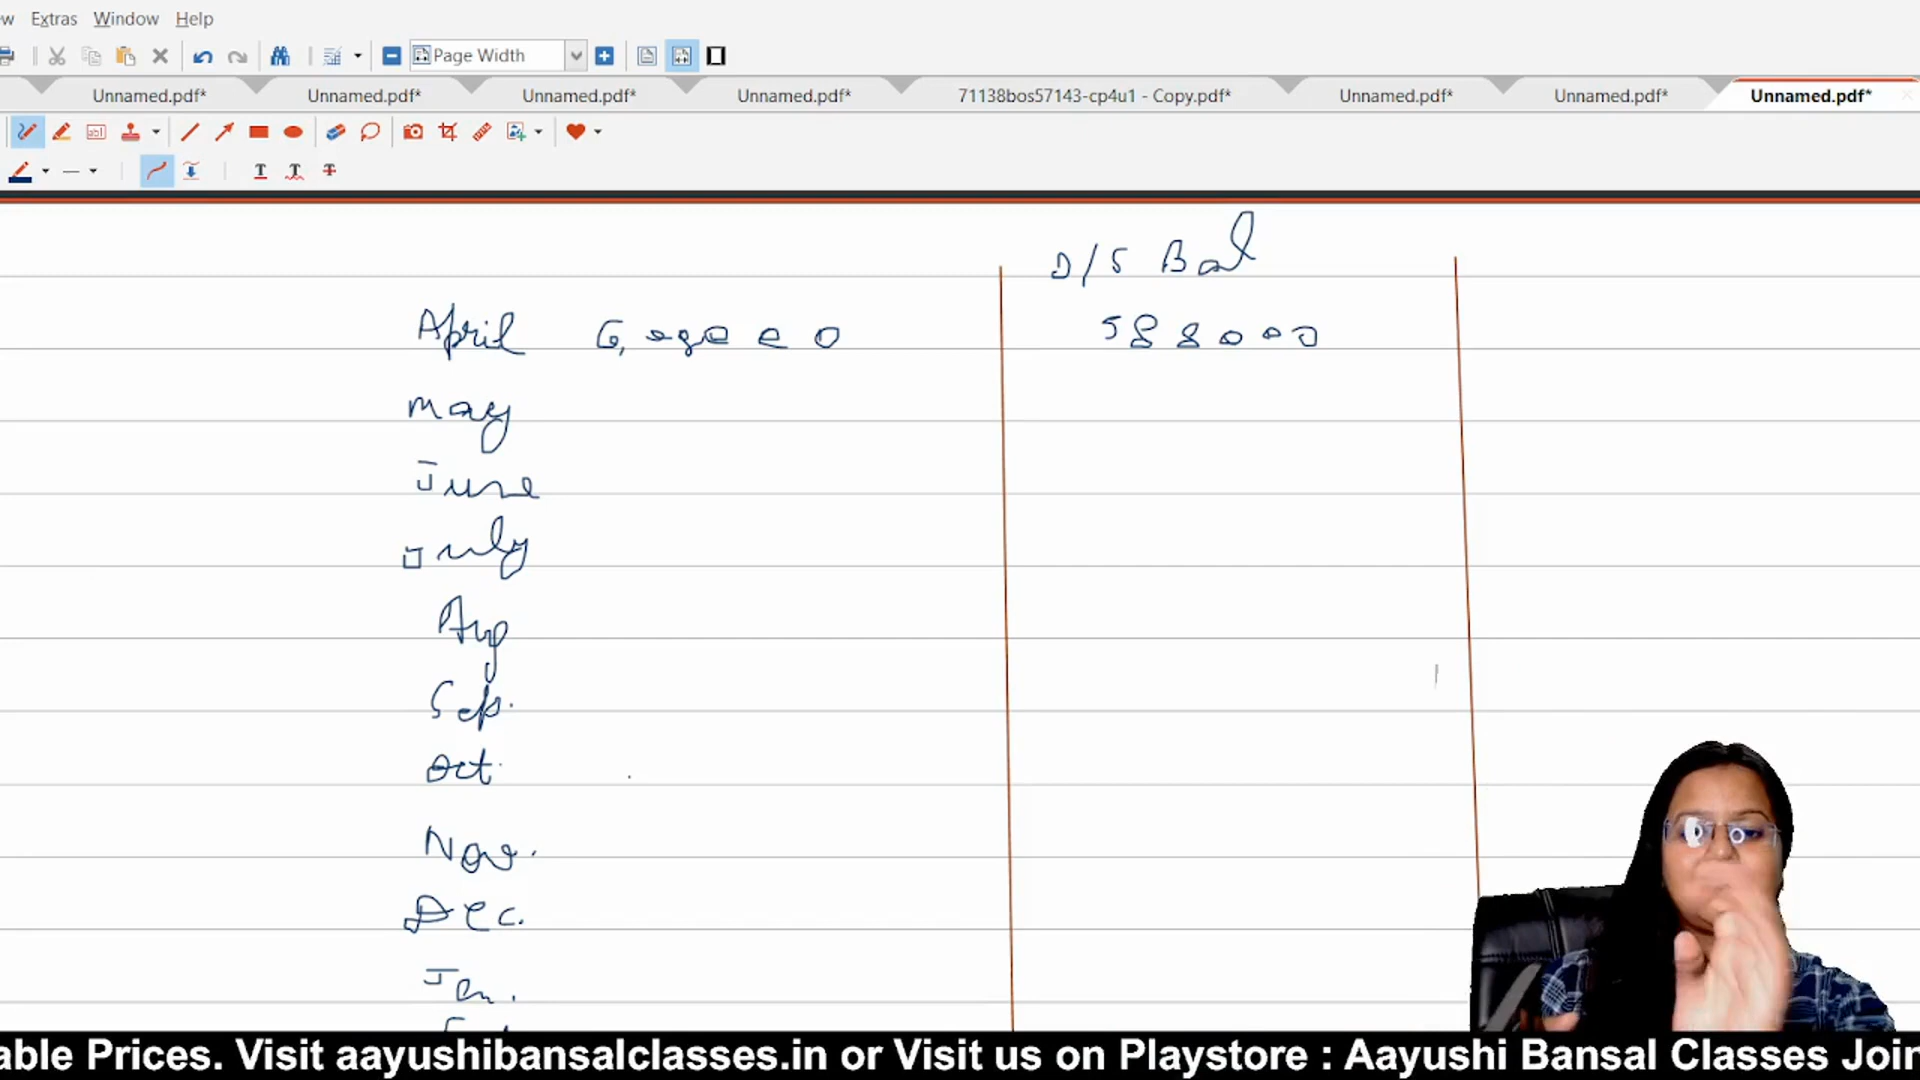 Extras Window Help
Page Width
Unnamed.pdf* Unnamed.pdf* Unnamed.pdf* Unnamed.pdf* 71138bos57143-cp4u1 - Copy.pdf* Unnamed.pdf* Unnamed.pdf* Unnamed.pdf*
D/S Bal
April 588000
May
June
July
Aug
Sep.
Oct.
Nov.
Dec.
Jan.
able Prices. Visit aayushibansalclasses.in or Visit us on Playstore : Aayushi Bansal Classes Join